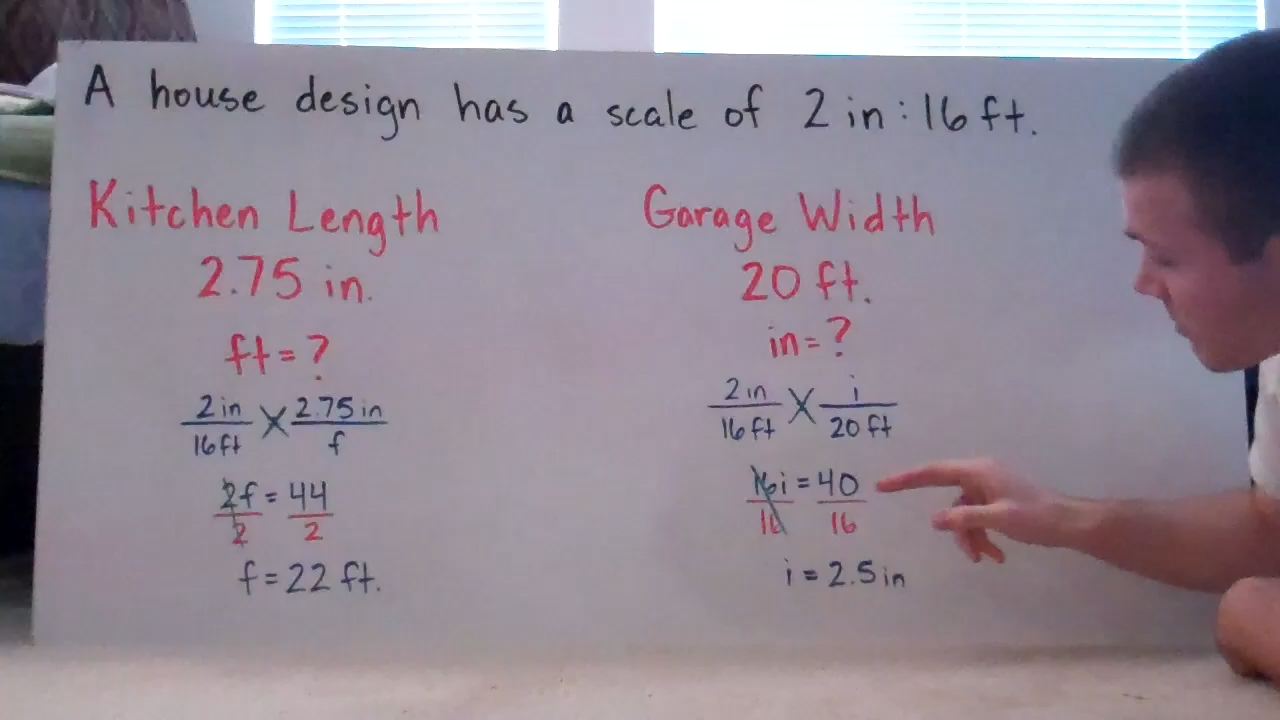 A house design has a scale of 2 in : 16 ft.
Kitchen Length
2.75 in.
ft = ?
2 in / 16 ft X 2.75 in / f
2f / 2 = 44 / 2
f = 22 ft.
Garage Width
20 ft.
in = ?
2 in / 16 ft X i / 20 ft
16i / 16 = 40 / 16
i = 2.5 in